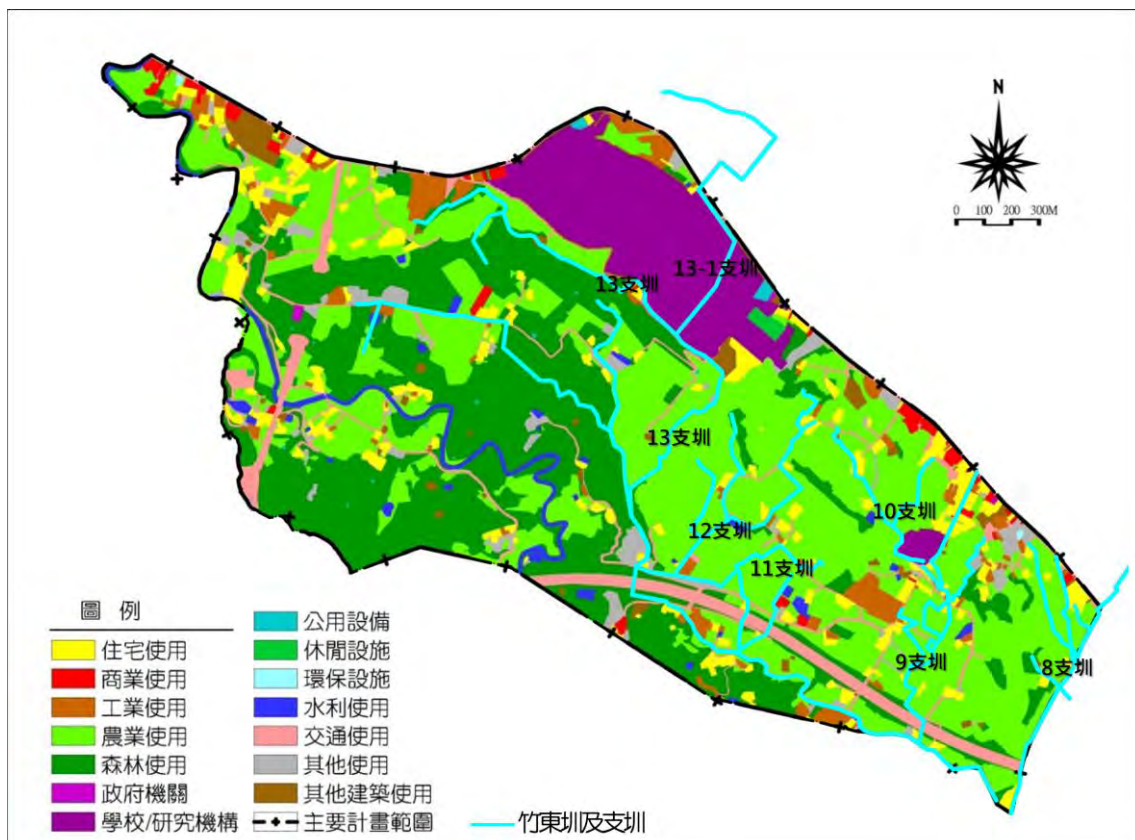 N
0 100 200 300M
13支圳
13-1支圳
13支圳
12支圳
11支圳
10支圳
9支圳
8支圳
圖 例
住宅使用
商業使用
工業使用
農業使用
森林使用
政府機關
學校/研究機構
公用設備
休閒設施
環保設施
水利使用
交通使用
其他使用
其他建築使用
主要計畫範圍
竹東圳及支圳